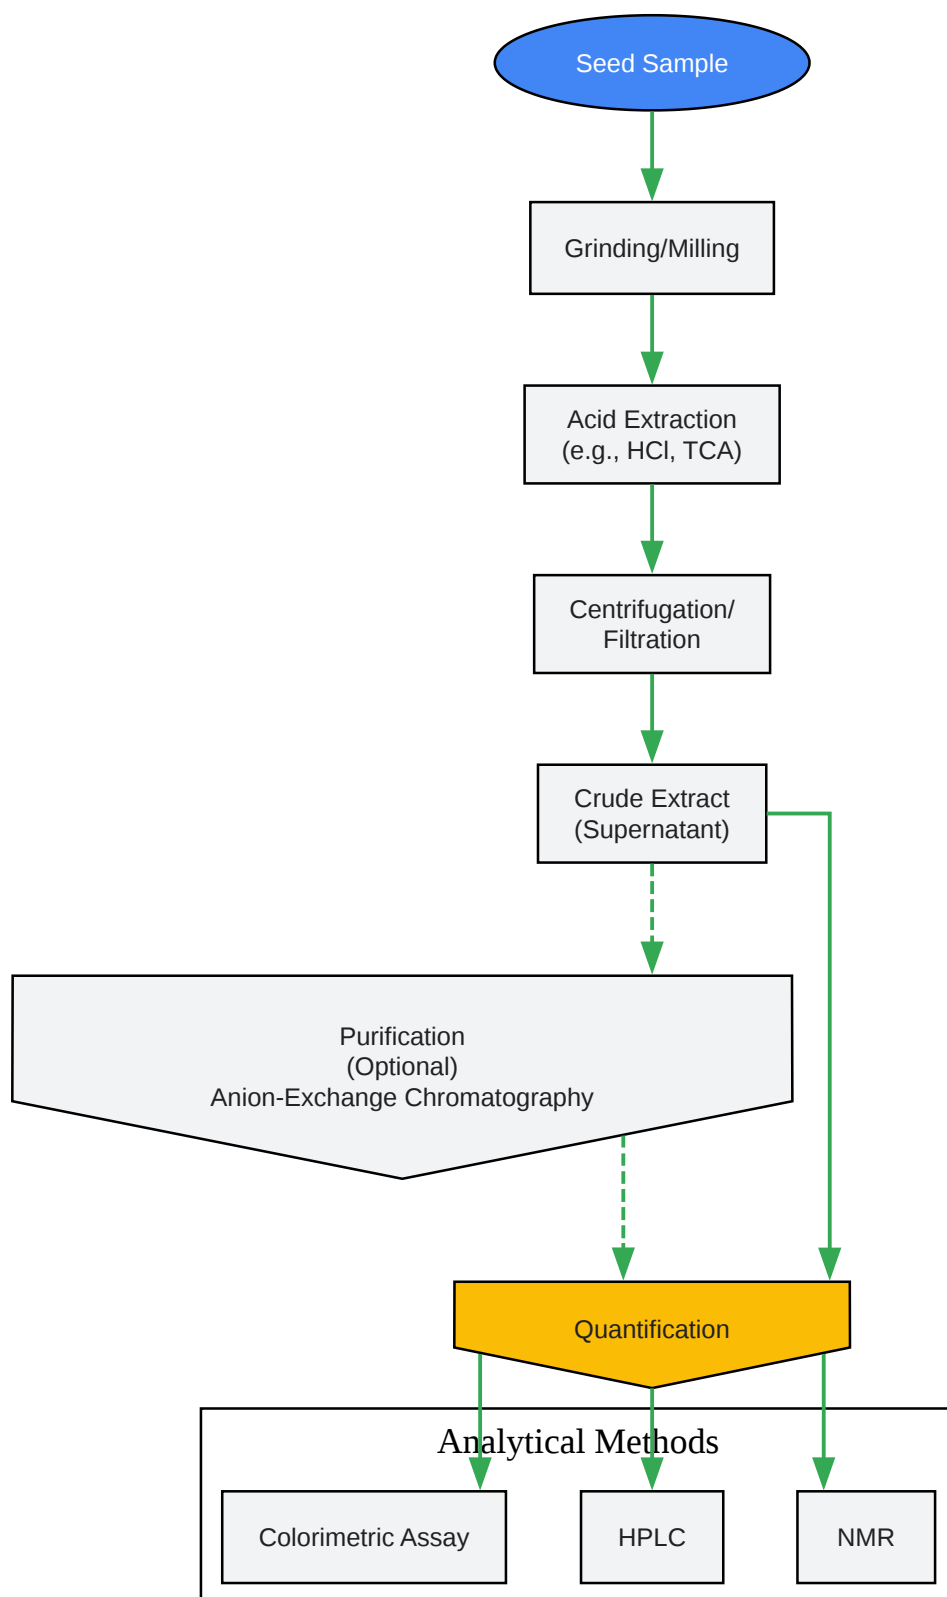 Seed Sample
Grinding/Milling
Acid Extraction
(e.g., HCl, TCA)
Centrifugation/
Filtration
Crude Extract
(Supernatant)
Purification
(Optional)
Anion-Exchange Chromatography
Quantification
Analytical Methods
Colorimetric Assay
HPLC
NMR